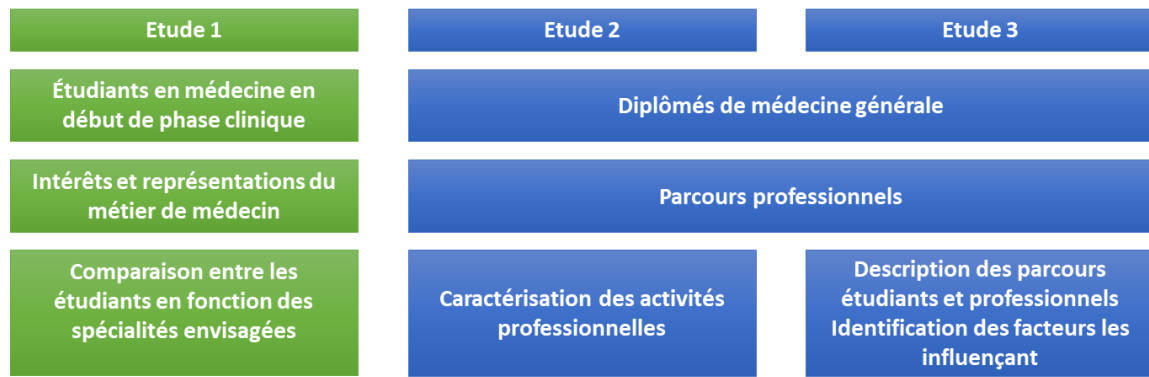 Etude 1
Etude 2
Etude 3
Étudiants en médecine en
début de phase clinique
Diplômés de médecine générale
Intérêts et représentations du
métier de médecin
Parcours professionnels
Comparaison entre les
étudiants en fonction des
spécialités envisagées
Caractérisation des activités
professionnelles
Description des parcours
étudiants et professionnels
Identification des facteurs les
influençant